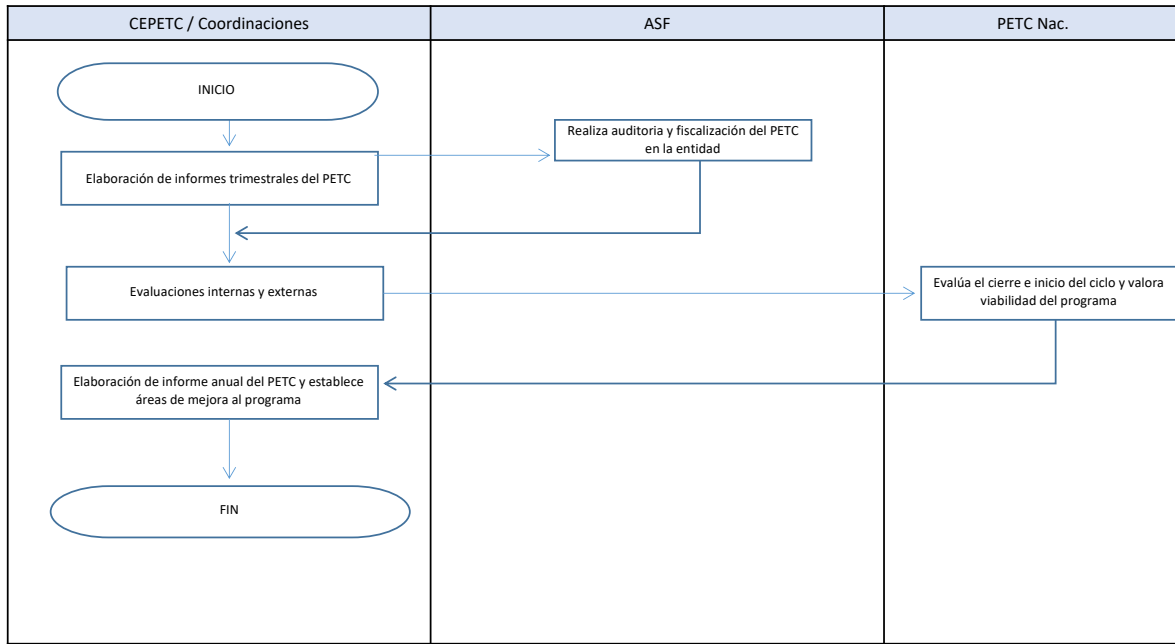 CEPETC / Coordinaciones
ASF
PETC Nac.
INICIO
Realiza auditoria y fiscalización del PETC
en la entidad
Elaboración de informes trimestrales del PETC
Evaluaciones internas y externas
Evalúa el cierre e inicio del ciclo y valora
viabilidad del programa
Elaboración de informe anual del PETC y establece
áreas de mejora al programa
FIN